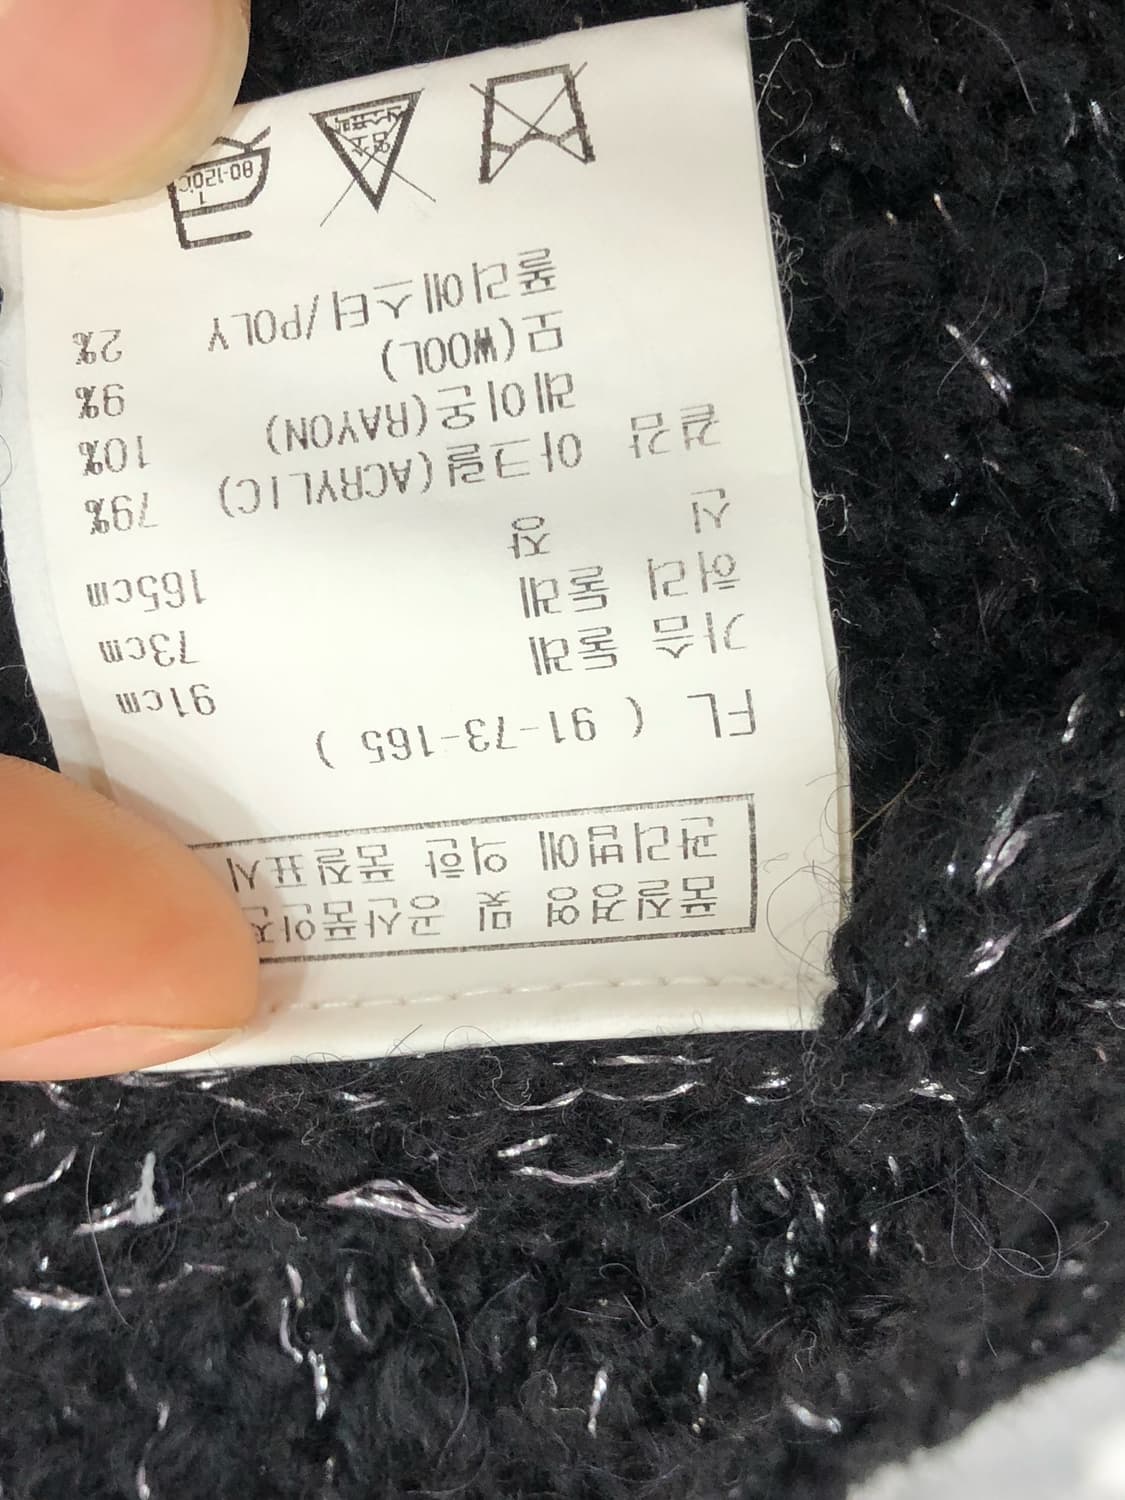 품질경영 및 공산품안전
관리법에 의한 품질표시
FL ( 91-73-165 )
가슴 둘레 91cm
허리 둘레 73cm
신 장 165cm
겉감 아크릴(ACRYLIC) 79%
레이온(RAYON) 10%
모(WOOL) 9%
폴리에스터/POLY 2%
80-120℃